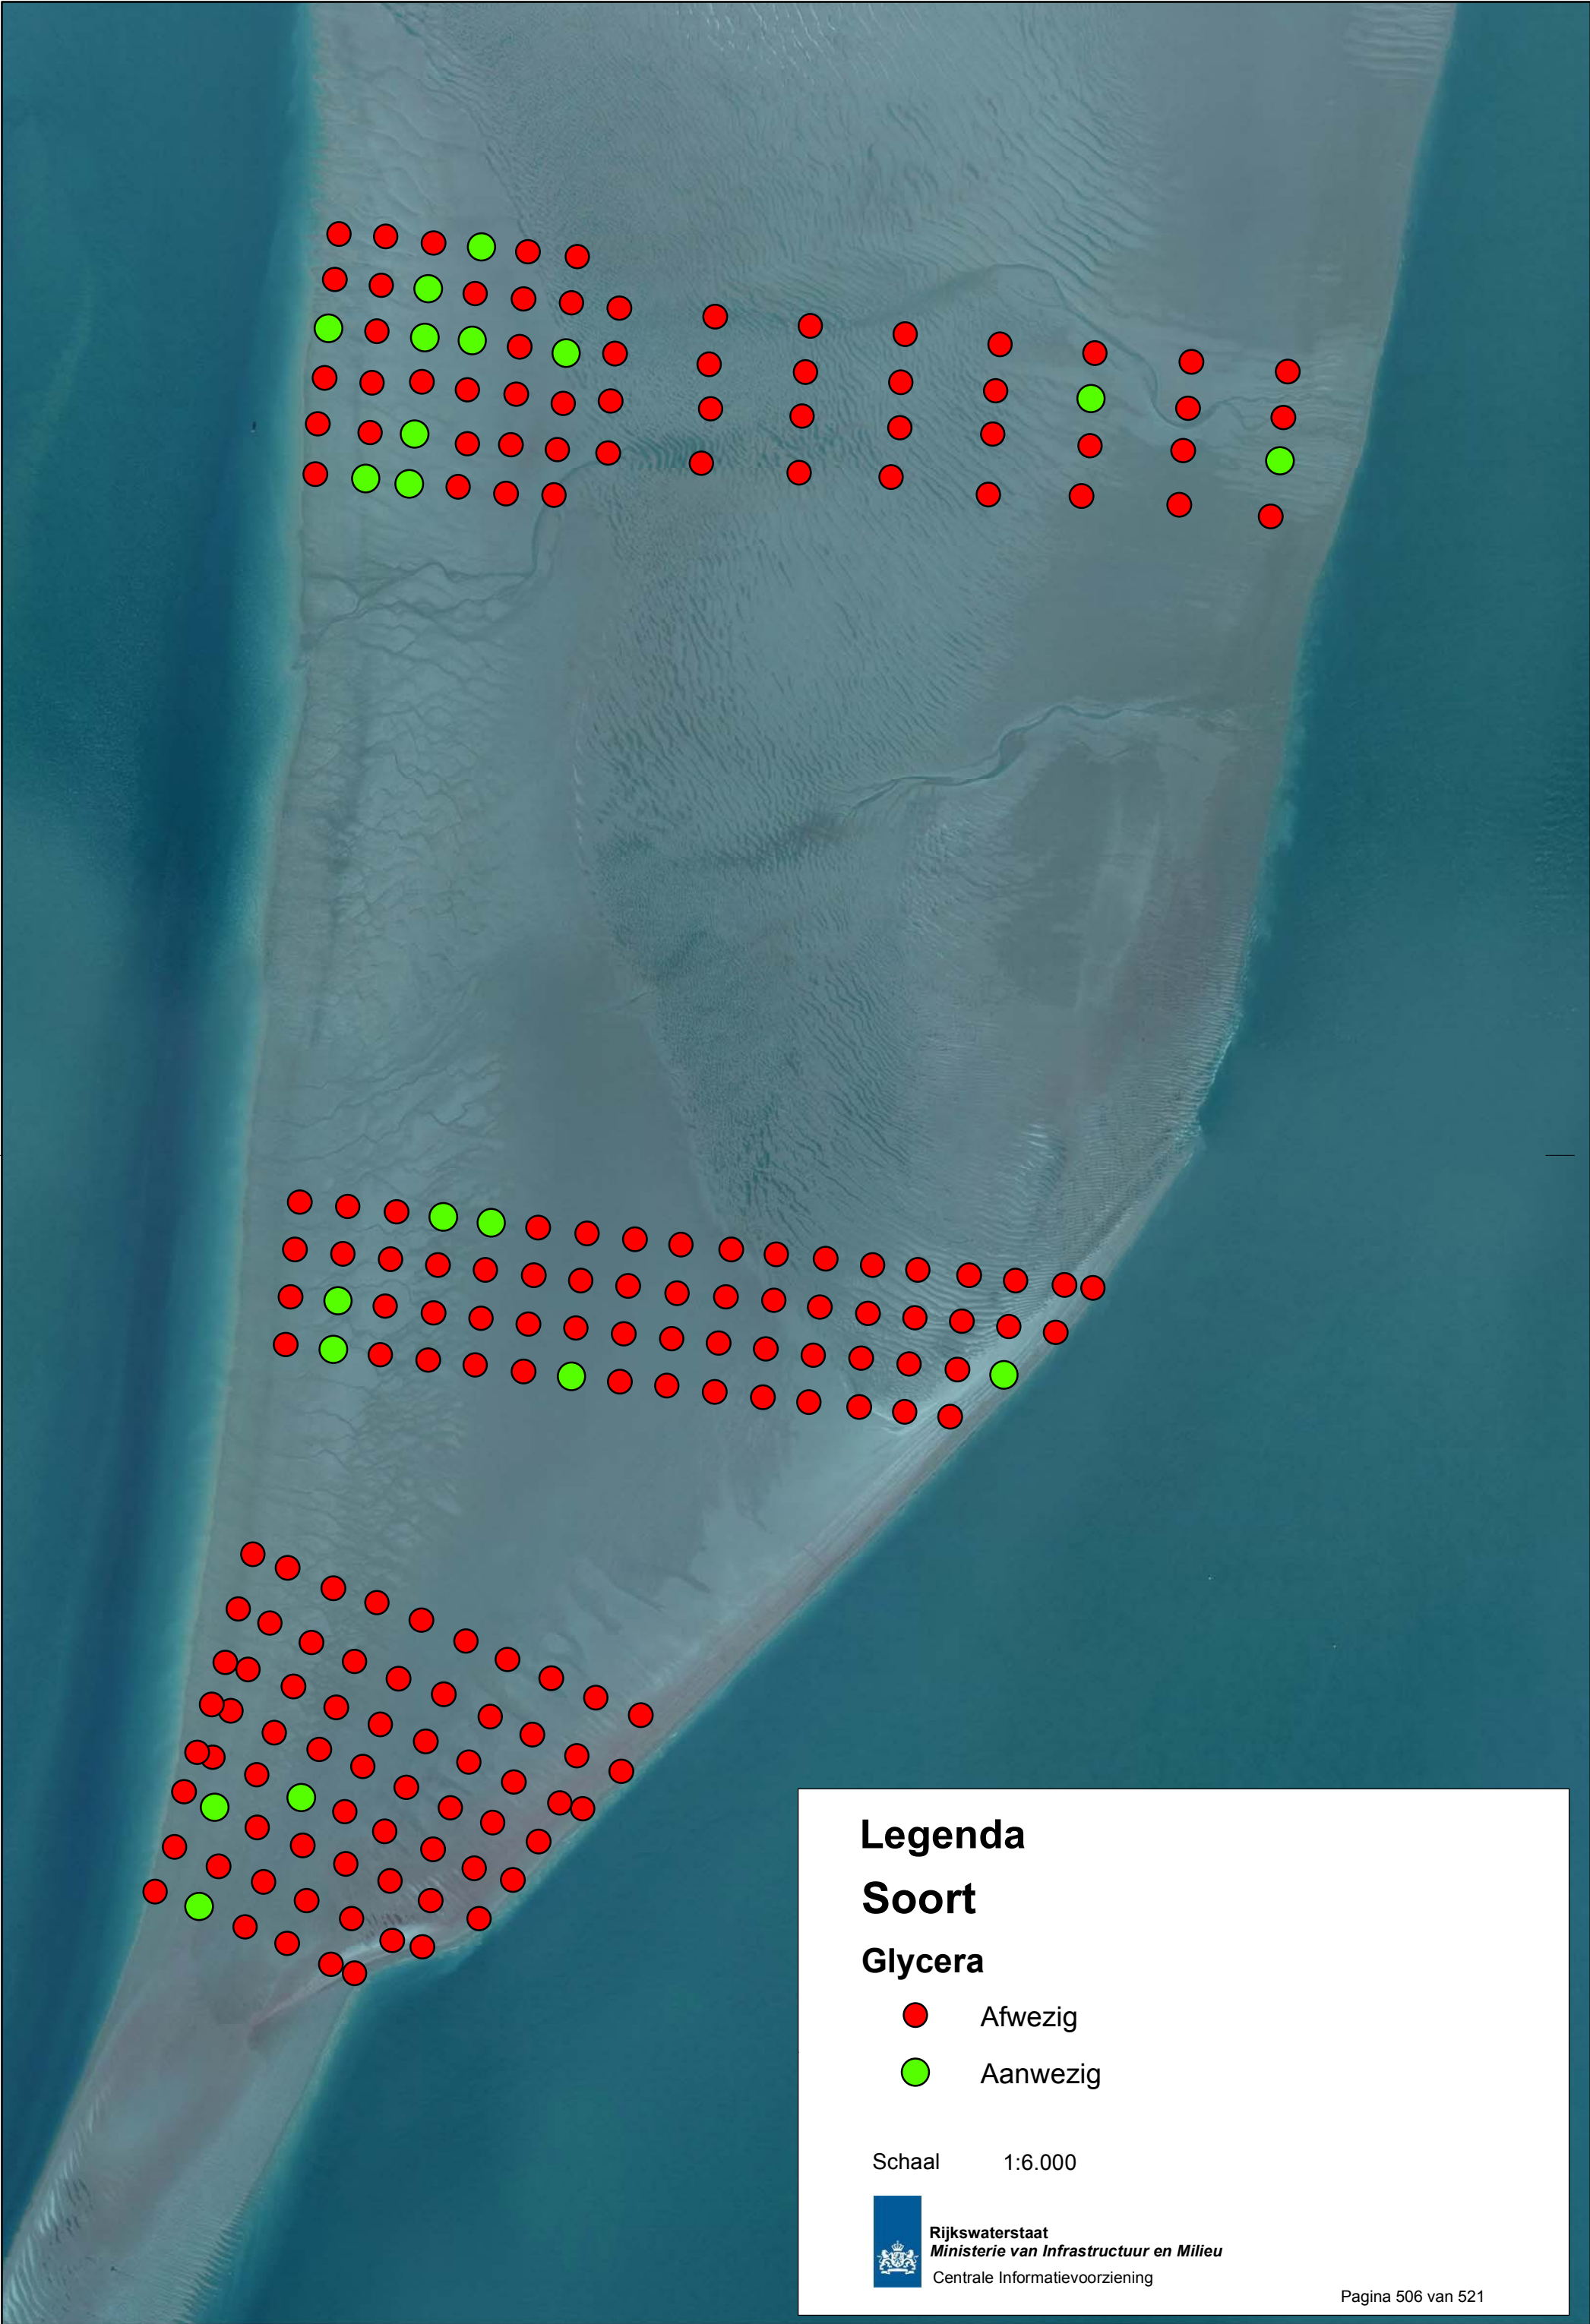 Legenda
Soort
Glycera
Afwezig
Aanwezig
Schaal 1:6.000
Rijkswaterstaat
Ministerie van Infrastructuur en Milieu
Centrale Informatievoorziening
Pagina 506 van 521